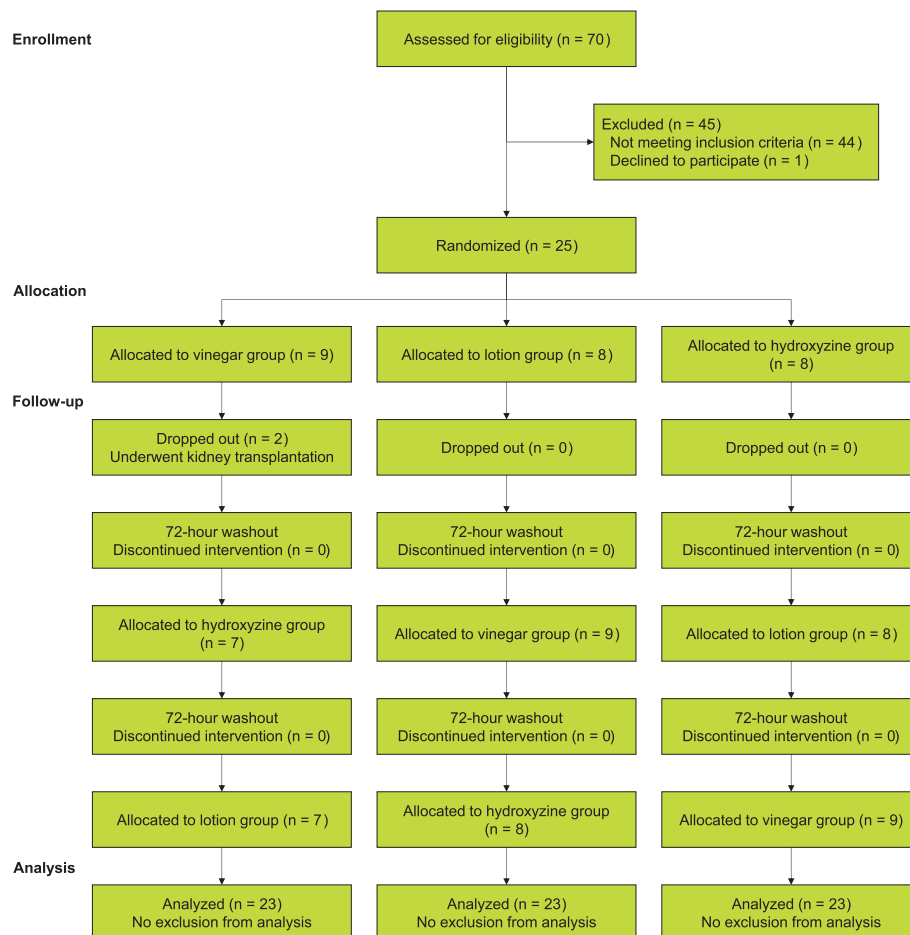 Enrollment
Assessed for eligibility (n = 70)
Excluded (n = 45)
Not meeting inclusion criteria (n = 44)
Declined to participate (n = 1)
Randomized (n = 25)
Allocation
Allocated to vinegar group (n = 9)
Allocated to lotion group (n = 8)
Allocated to hydroxyzine group
(n = 8)
Follow-up
Dropped out (n = 2)
Underwent kidney transplantation
Dropped out (n = 0)
Dropped out (n = 0)
72-hour washout
Discontinued intervention (n = 0)
72-hour washout
Discontinued intervention (n = 0)
72-hour washout
Discontinued intervention (n = 0)
Allocated to hydroxyzine group
(n = 7)
Allocated to vinegar group (n = 9)
Allocated to lotion group (n = 8)
72-hour washout
Discontinued intervention (n = 0)
72-hour washout
Discontinued intervention (n = 0)
72-hour washout
Discontinued intervention (n = 0)
Allocated to lotion group (n = 7)
Allocated to hydroxyzine group
(n = 8)
Allocated to vinegar group (n = 9)
Analysis
Analyzed (n = 23)
No exclusion from analysis
Analyzed (n = 23)
No exclusion from analysis
Analyzed (n = 23)
No exclusion from analysis